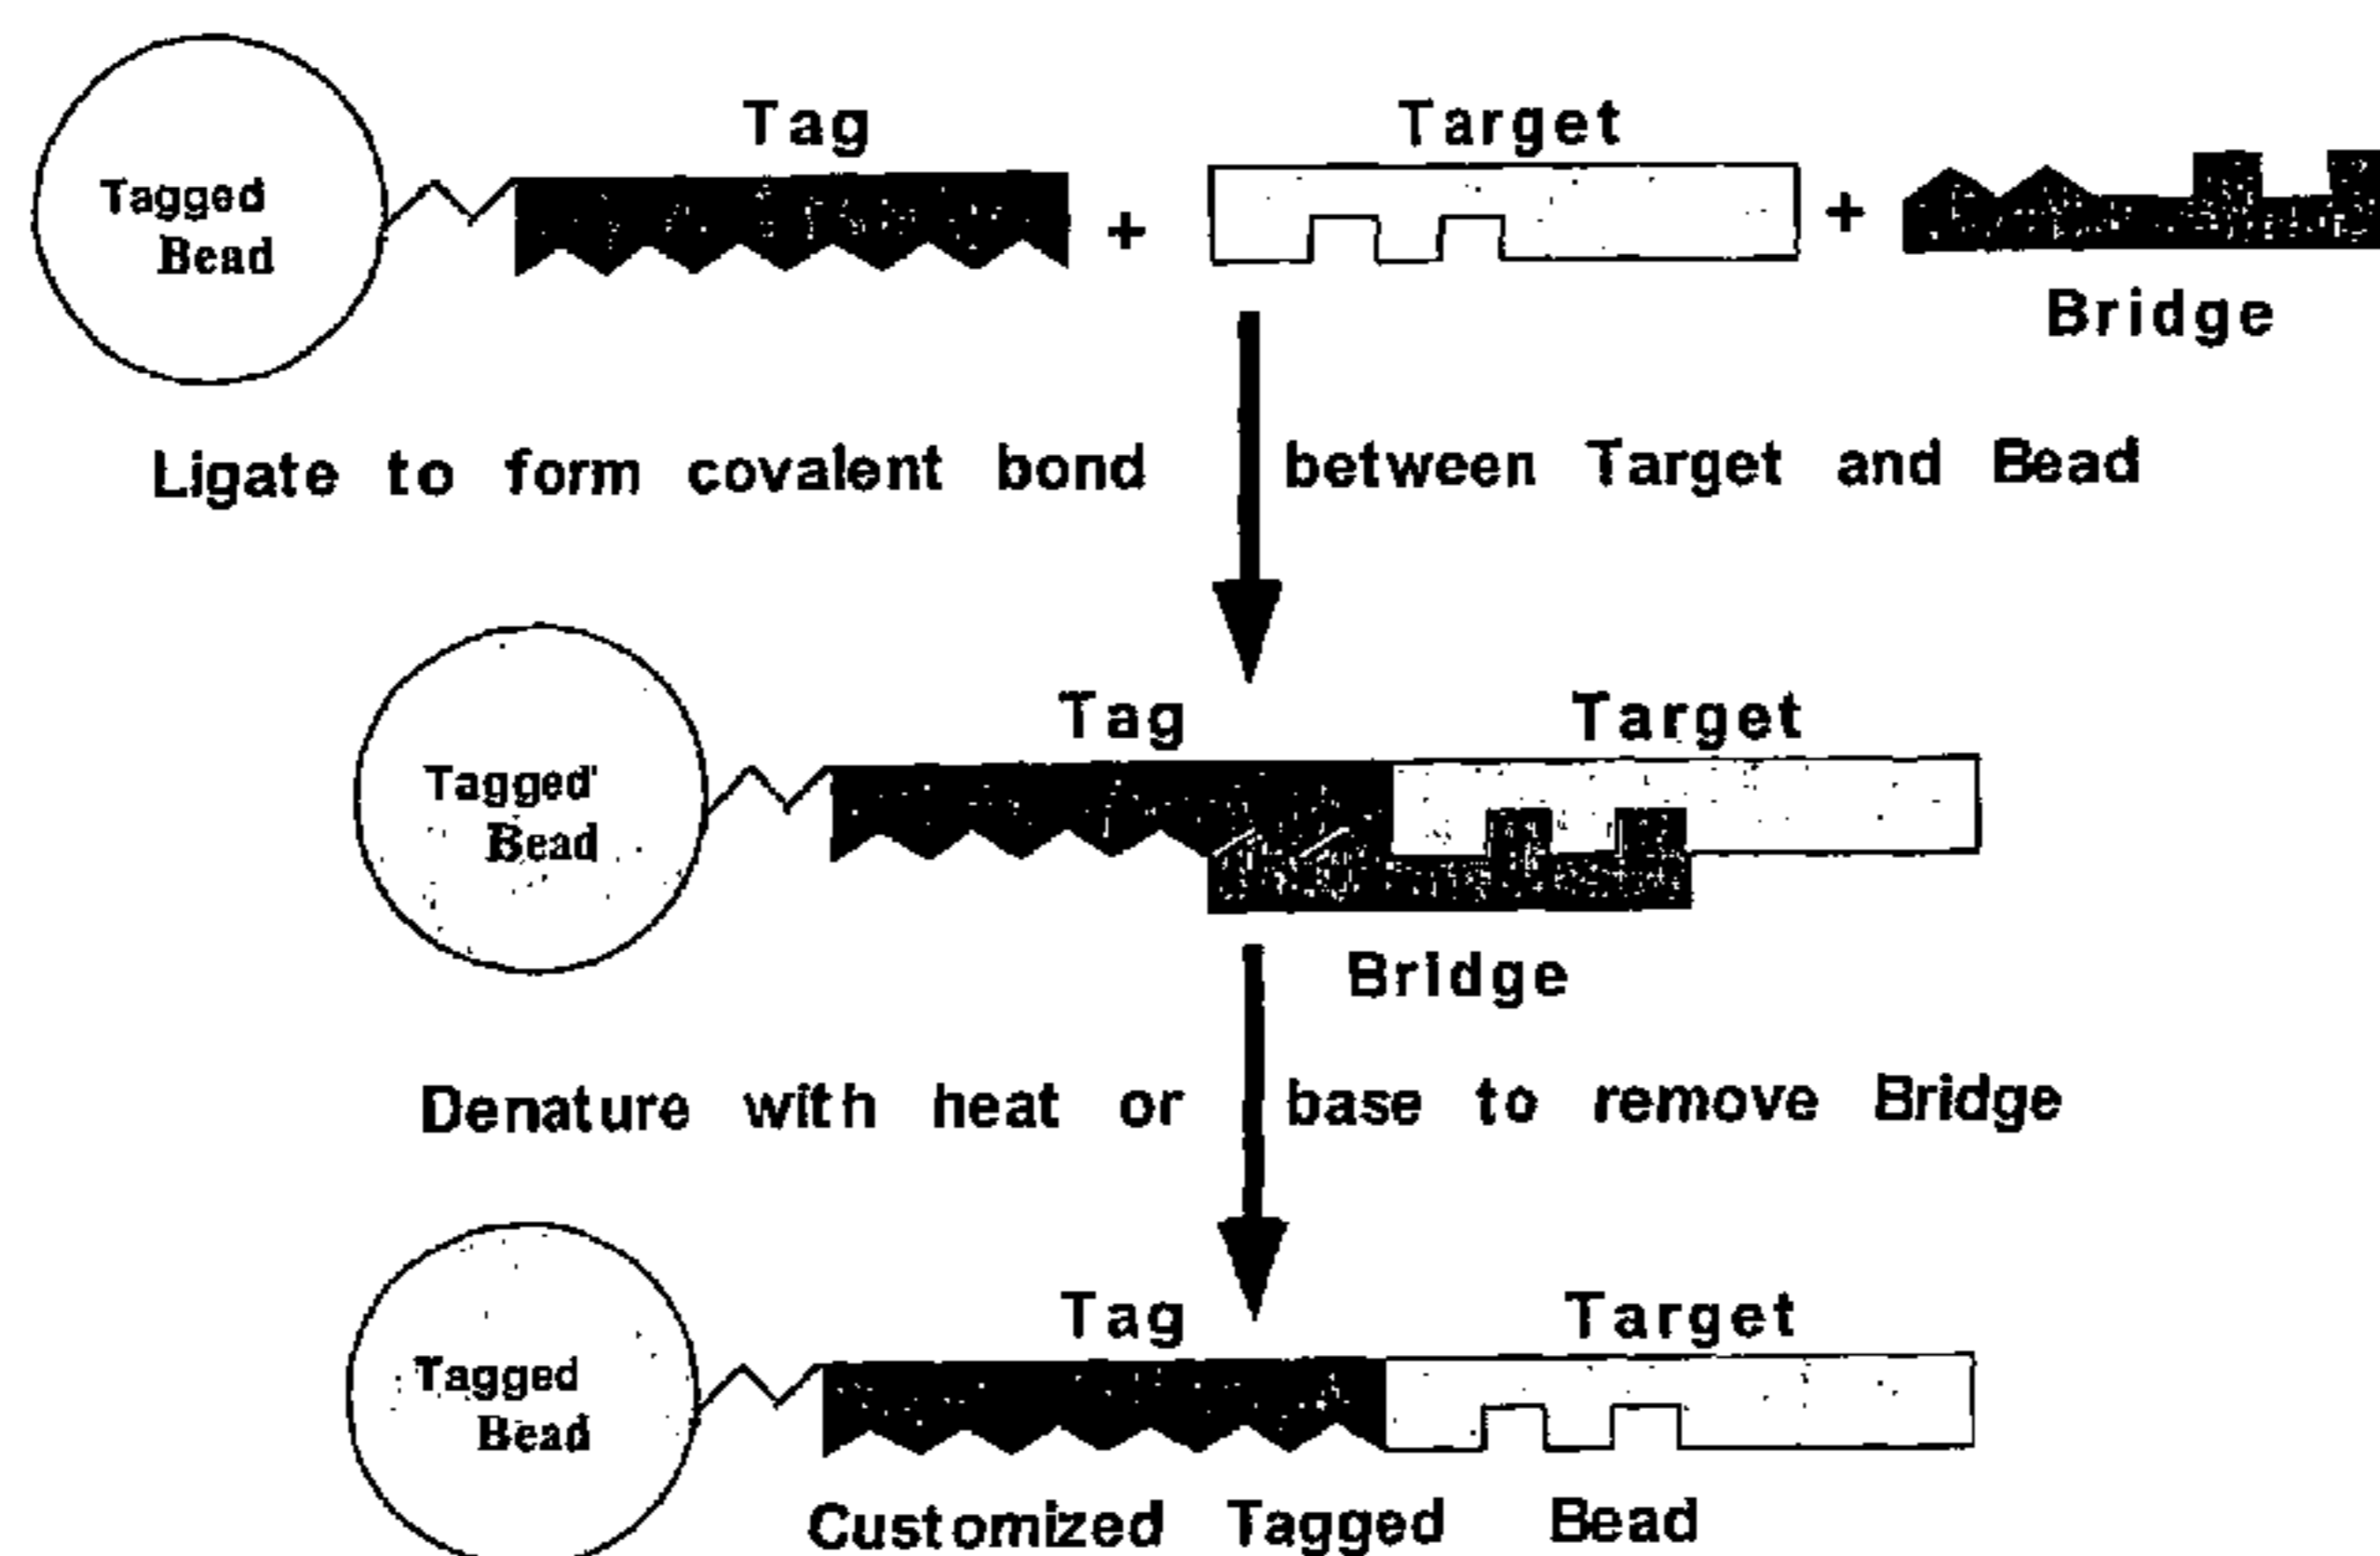 Tag Target
Tagged
Bead
+ +
Bridge
Ligate to form covalent bond between Target and Bead
Tag Target
Tagged
Bead
Bridge
Denature with heat or base to remove Bridge
Tag Target
Tagged
Bead
Customized Tagged Bead